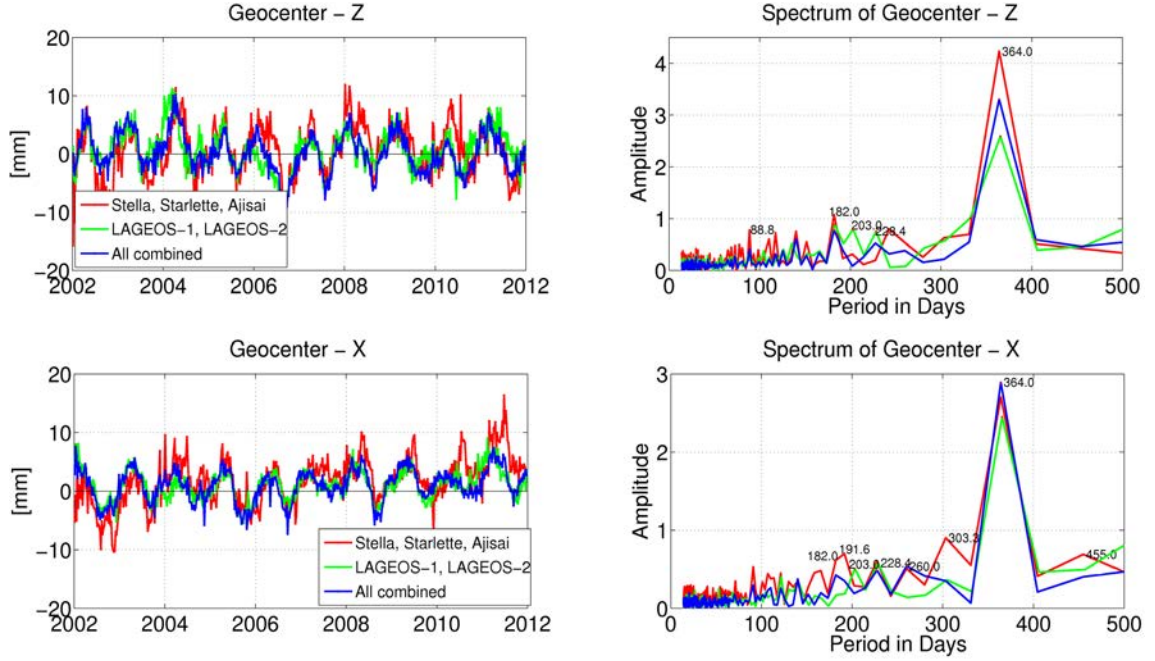 Geocenter – Z
20
10
0
−10
−20
[mm]
Stella, Starlette, Ajisai
LAGEOS−1, LAGEOS−2
All combined
2002 2004 2006 2008 2010 2012
Spectrum of Geocenter – Z
4
3
2
1
0
Amplitude
364.0
182.0
203.0
228.4
88.8
0 100 200 300 400 500
Period in Days
Geocenter – X
20
10
0
−10
−20
[mm]
Stella, Starlette, Ajisai
LAGEOS−1, LAGEOS−2
All combined
2002 2004 2006 2008 2010 2012
Spectrum of Geocenter – X
3
2
1
0
Amplitude
364.0
303.3
191.6
182.0
455.0
203.0
228.4
260.0
0 100 200 300 400 500
Period in Days